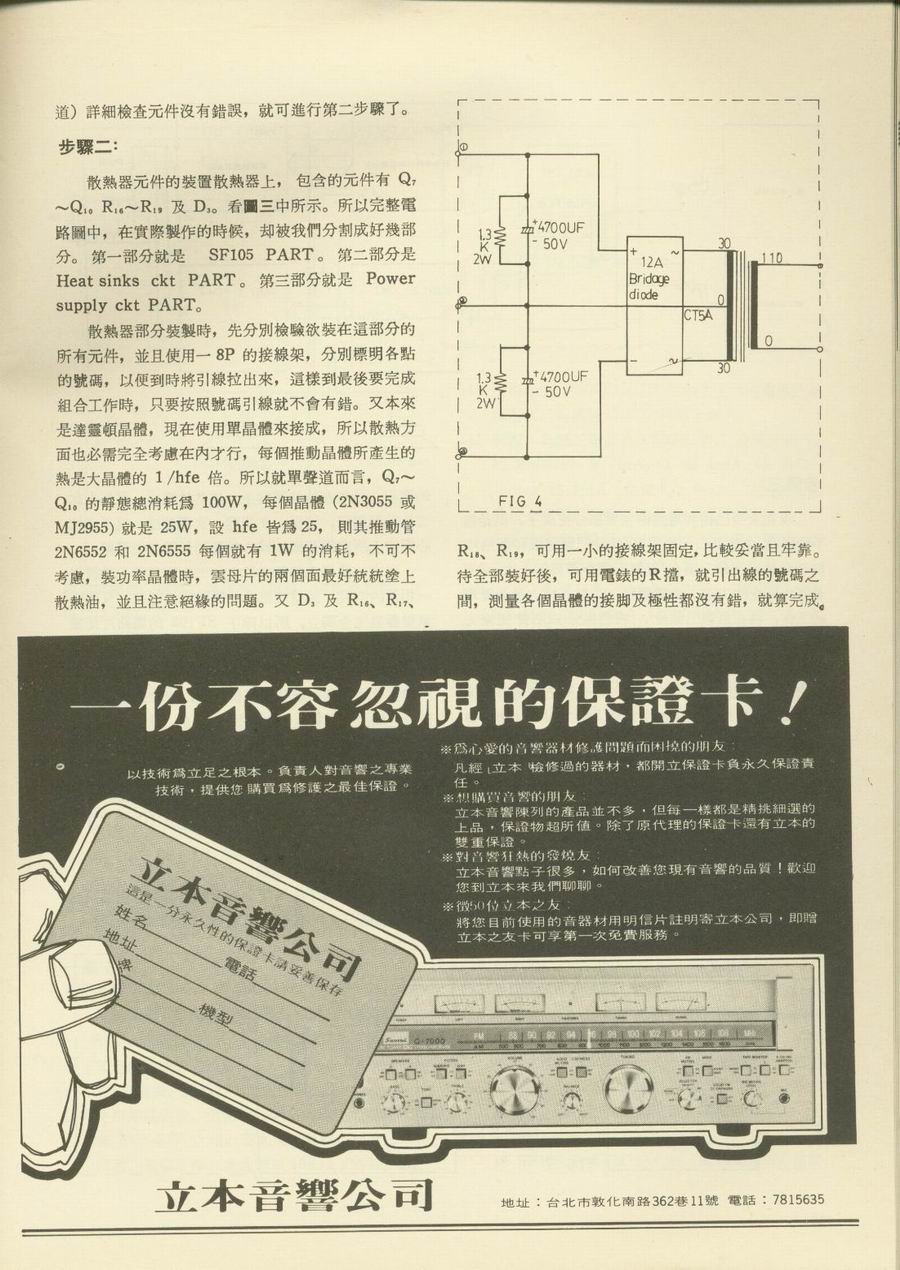 道）詳細檢查元件沒有錯誤，就可進行第二步驟了。
步驟二：
散熱器元件的裝置散熱器上， 包含的元件有 Q₇
～Q₁₀ R₁₆～R₁₉ 及 D₃。看圖三中所示。所以完整電
路圖中，在實際製作的時候，却被我們分割成好幾部
分。 第一部分就是 SF105 PART。 第二部分是
Heat sinks ckt PART。 第三部分就是 Power
supply ckt PART。
散熱器部分裝製時，先分別檢驗欲裝在這部分的
所有元件，並且使用一 8P 的接線架，分別標明各點
的號碼，以便到時將引線拉出來，這樣到最後要完成
組合工作時，只要按照號碼引線就不會有錯。又本來
是達靈頓晶體，現在使用單晶體來接成，所以散熱方
面也必需完全考慮在內才行，每個推動晶體所產生的
熱是大晶體的 1/hfe 倍。所以就單聲道而言，Q₇～
Q₁₀ 的靜態總消耗爲 100W， 每個晶體 (2N3055 或
MJ2955) 就是 25W，設 hfe 皆爲 25， 則其推動管
2N6552 和 2N6555 每個就有 1W 的消耗， 不可不
考慮，裝功率晶體時，雲母片的兩個面最好統統塗上
散熱油，並且注意絕緣的問題。又 D₃ 及 R₁₆、R₁₇、
1.3
K
2W
+4700UF
- 50V
1.3
K
2W
+4700UF
- 50V
+
~
12A
Bridage
diode
-
~
CT5A
30
0
30
110
0
FIG 4
R₁₈、R₁₉，可用一小的接線架固定，比較妥當且牢靠。
待全部裝好後，可用電錶的R擋，就引出線的號碼之
間，測量各個晶體的接脚及極性都沒有錯，就算完成。
一份不容忽視的保證卡！
以技術爲立足之根本。負責人對音響之專業
技術，提供您購買爲修護之最佳保證。
※爲心愛的音響器材修護問題而困撓的朋友：
凡經 立本 檢修過的器材，都開立保證卡負永久保證責
任。
※想購買音響的朋友：
立本音響陳列的產品並不多，但每一樣都是精挑細選的
上品，保證物超所值。除了原代理的保證卡還有立本的
雙重保證。
※對音響狂熱的發燒友：
立本音響點子很多，如何改善您現有音響的品質！歡迎
您到立本來我們聊聊。
※徵50位立本之友：
將您目前使用的音器材用明信片註明寄立本公司，即贈
立本之友卡可享第一次免費服務。
立本音響公司
這是一分永久性的保證卡請妥善保存
姓名
電話
地址
機型
Sansui G-7000
FM 88 90 92 94 96 98 100 102 104 106 108 MHz
立本音響公司
地址：台北市敦化南路362巷11號 電話：7815635